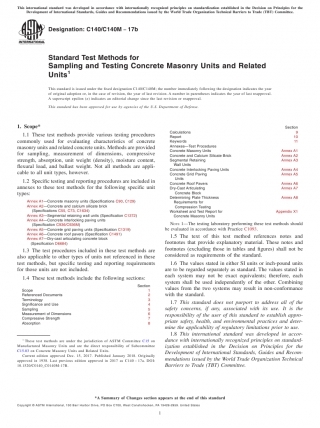 This international standard was developed in accordance with internationally recognized principles on standardization established in the Decision on Principles for the
Development of International Standards, Guides and Recommendations issued by the World Trade Organization Technical Barriers to Trade (TBT) Committee.
Designation: C140/C140M – 17b
Standard Test Methods for
Sampling and Testing Concrete Masonry Units and Related
Units1
This standard is issued under the fixed designation C140/C140M; the number immediately following the designation indicates the year
of original adoption or, in the case of revision, the year of last revision. A number in parentheses indicates the year of last reapproval.
A superscript epsilon (ε) indicates an editorial change since the last revision or reapproval.
This standard has been approved for use by agencies of the U.S. Department of Defense.
1. Scope*
1.1 These test methods provide various testing procedures
commonly used for evaluating characteristics of concrete
masonry units and related concrete units. Methods are provided
for sampling, measurement of dimensions, compressive
strength, absorption, unit weight (density), moisture content,
flexural load, and ballast weight. Not all methods are appli-
cable to all unit types, however.
1.2 Specific testing and reporting procedures are included in
annexes to these test methods for the following specific unit
types:
Annex A1—Concrete masonry units (Specifications C90, C129)
Annex A2—Concrete and calcium silicate brick
(Specifications C55, C73, C1634)
Annex A3—Segmental retaining wall units (Specification C1372)
Annex A4—Concrete interlocking paving units
(Specification C936/C936M)
Annex A5—Concrete grid paving units (Specification C1319)
Annex A6—Concrete roof pavers (Specification C1491)
Annex A7—Dry-cast articulating concrete block
(Specification D6684)
1.3 The test procedures included in these test methods are
also applicable to other types of units not referenced in these
test methods, but specific testing and reporting requirements
for these units are not included.
1.4 These test methods include the following sections:
Section
Scope 1
Referenced Documents 2
Terminology 3
Significance and Use 4
Sampling 5
Measurement of Dimensions 6
Compressive Strength 7
Absorption 8
1 These test methods are under the jurisdiction of ASTM Committee C15 on
Manufactured Masonry Units and are the direct responsibility of Subcommittee
C15.03 on Concrete Masonry Units and Related Units.
Current edition approved Dec. 15, 2017. Published January 2018. Originally
approved in 1938. Last previous edition approved in 2017 as C140 – 17a. DOI:
10.1520/C0140_C0140M-17B.
Section
Calculations 9
Report 10
Keywords 11
Annexes—Test Procedures
Concrete Masonry Units Annex A1
Concrete and Calcium Silicate Brick Annex A2
Segmental Retaining Annex A3
Wall Units
Concrete Interlocking Paving Units Annex A4
Concrete Grid Paving Annex A5
Units
Concrete Roof Pavers Annex A6
Dry-Cast Articulating Annex A7
Concrete Block
Determining Plate Thickness Annex A8
Requirements for
Compression Testing
Worksheet and Test Report for Appendix X1
Concrete Masonry Units
NOTE 1—The testing laboratory performing these test methods should
be evaluated in accordance with Practice C1093.
1.5 The text of this test method references notes and
footnotes that provide explanatory material. These notes and
footnotes (excluding those in tables and figures) shall not be
considered as requirements of the standard.
1.6 The values stated in either SI units or inch-pound units
are to be regarded separately as standard. The values stated in
each system may not be exact equivalents; therefore, each
system shall be used independently of the other. Combining
values from the two systems may result in non-conformance
with the standard.
1.7 This standard does not purport to address all of the
safety concerns, if any, associated with its use. It is the
responsibility of the user of this standard to establish appro-
priate safety, health, and environmental practices and deter-
mine the applicability of regulatory limitations prior to use.
1.8 This international standard was developed in accor-
dance with internationally recognized principles on standard-
ization established in the Decision on Principles for the
Development of International Standards, Guides and Recom-
mendations issued by the World Trade Organization Technical
Barriers to Trade (TBT) Committee.
*A Summary of Changes section appears at the end of this standard
1